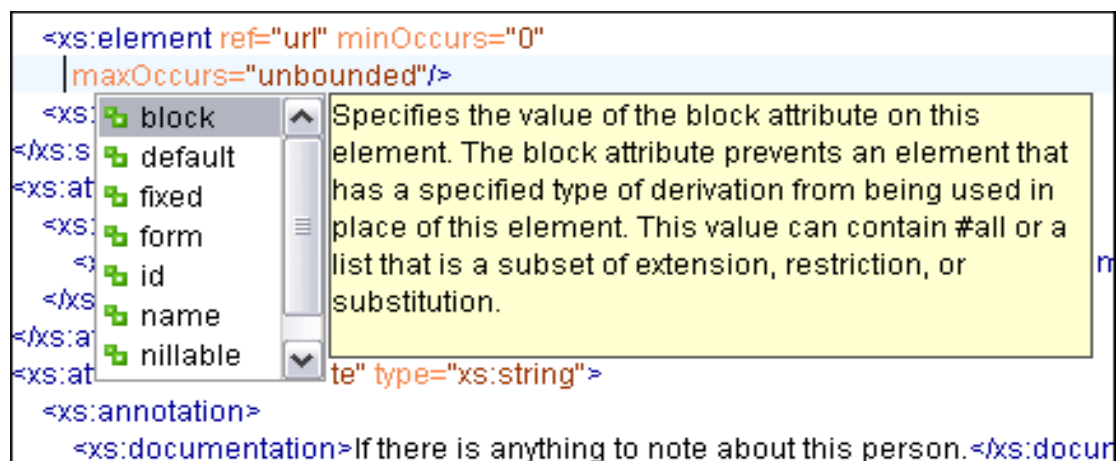 <xs:element ref="url" minOccurs="0"
maxOccurs="unbounded"/>
<xs:
</xs:s
<xs:at
<xs:
</xs
</xs:a
<xs:at
block
default
fixed
form
id
name
nillable
Specifies the value of the block attribute on this
element. The block attribute prevents an element that
has a specified type of derivation from being used in
place of this element. This value can contain #all or a
list that is a subset of extension, restriction, or
substitution.
te" type="xs:string">
<xs:annotation>
<xs:documentation>If there is anything to note about this person.</xs:docum